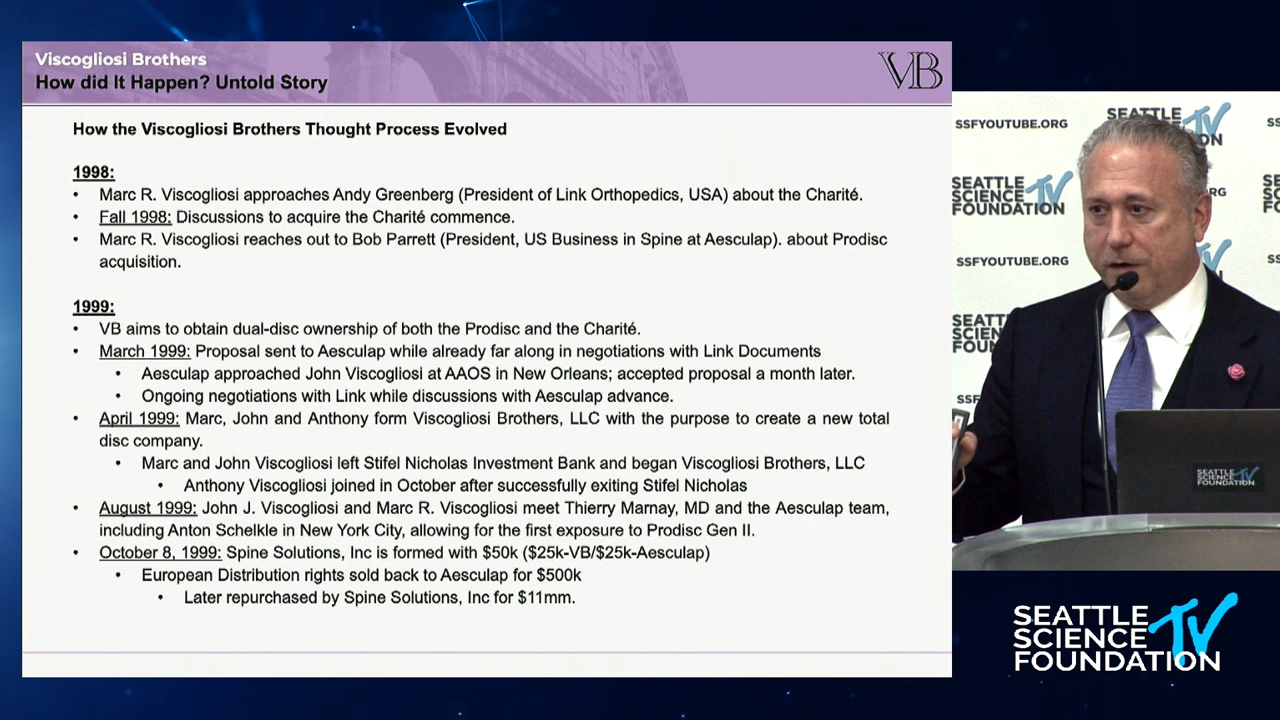 Viscogliosi Brothers
How did It Happen? Untold Story
VB
How the Viscogliosi Brothers Thought Process Evolved
1998:
• Marc R. Viscogliosi approaches Andy Greenberg (President of Link Orthopedics, USA) about the Charité.
• Fall 1998: Discussions to acquire the Charité commence.
• Marc R. Viscogliosi reaches out to Bob Parrett (President, US Business in Spine at Aesculap). about Prodisc
acquisition.
1999:
• VB aims to obtain dual-disc ownership of both the Prodisc and the Charité.
• March 1999: Proposal sent to Aesculap while already far along in negotiations with Link Documents
• Aesculap approached John Viscogliosi at AAOS in New Orleans; accepted proposal a month later.
• Ongoing negotiations with Link while discussions with Aesculap advance.
• April 1999: Marc, John and Anthony form Viscogliosi Brothers, LLC with the purpose to create a new total
disc company.
• Marc and John Viscogliosi left Stifel Nicholas Investment Bank and began Viscogliosi Brothers, LLC
• Anthony Viscogliosi joined in October after successfully exiting Stifel Nicholas
• August 1999: John J. Viscogliosi and Marc R. Viscogliosi meet Thierry Marnay, MD and the Aesculap team,
including Anton Schelkle in New York City, allowing for the first exposure to Prodisc Gen II.
• October 8, 1999: Spine Solutions, Inc is formed with $50k ($25k-VB/$25k-Aesculap)
• European Distribution rights sold back to Aesculap for $500k
• Later repurchased by Spine Solutions, Inc for $11mm.
SSFYOUTUBE.ORG
SEATTLE
TV
SEATTLE
SCIENCE
FOUNDATION
TV
SSFYOUTUBE.ORG
SEATTLE
SCIENCE
FOUNDATION
TV
SEATTLE
SCIENCE
FOUNDATION
TV